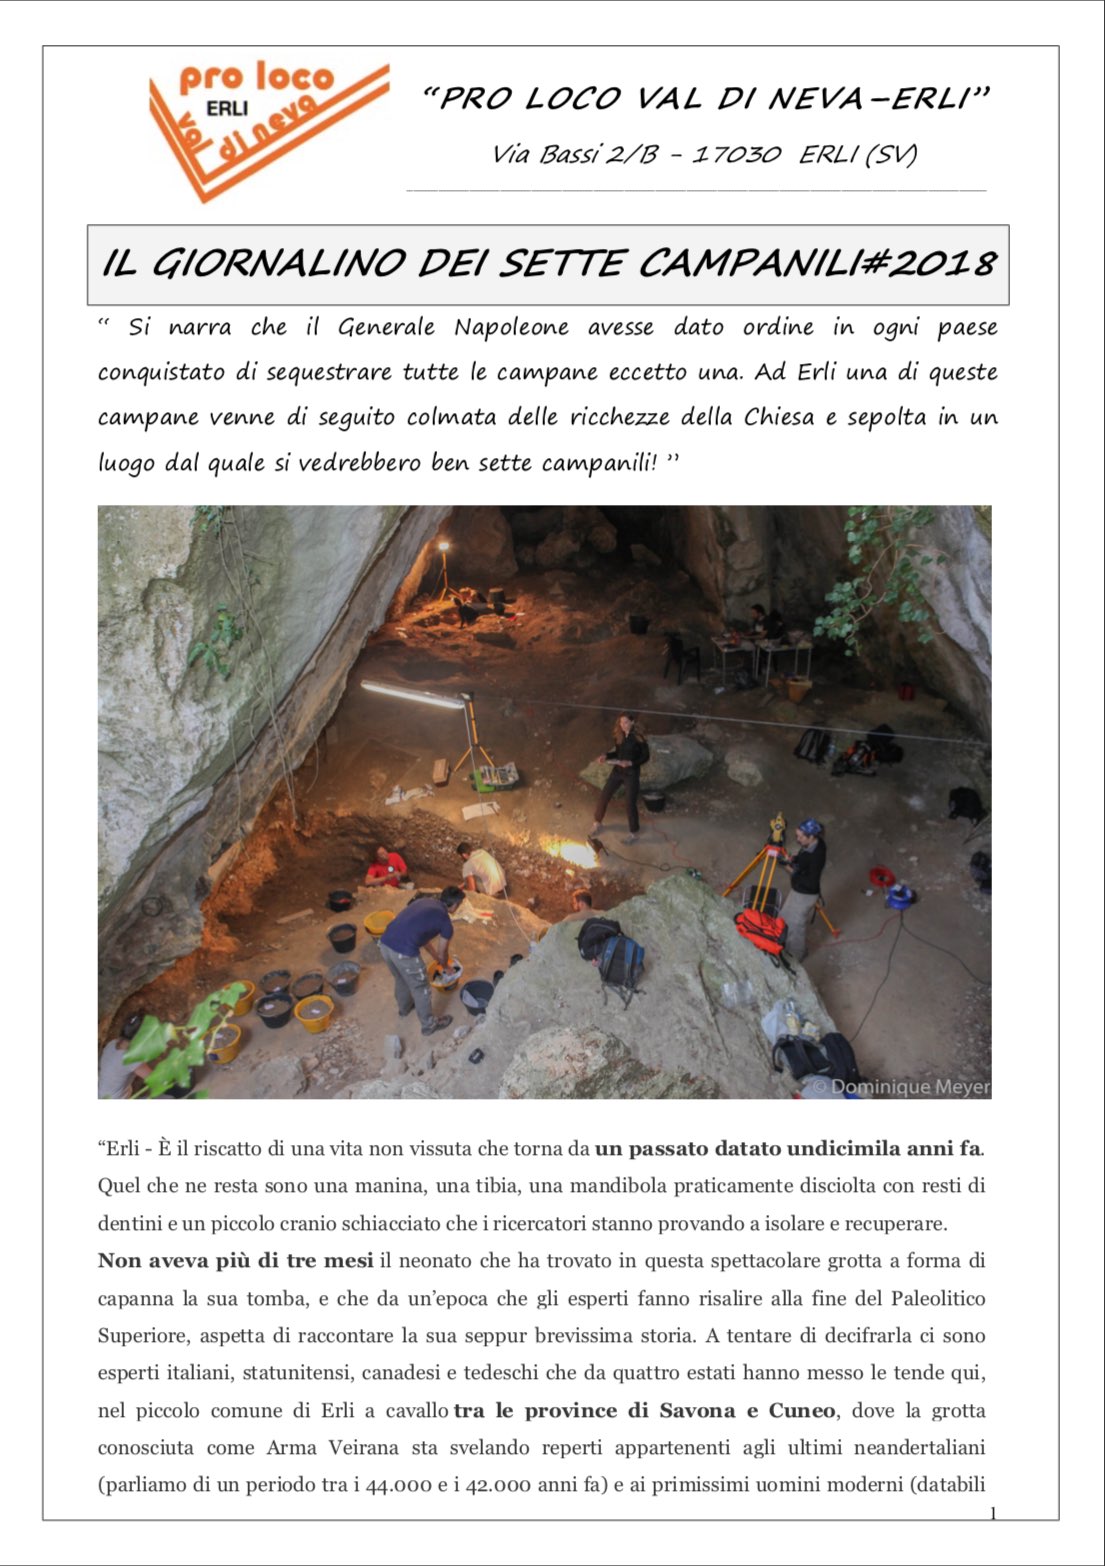 pro loco
ERLI
val di neva
“PRO LOCO VAL DI NEVA-ERLI”
Via Bassi 2/B - 17030 ERLI (SV)
IL GIORNALINO DEI SETTE CAMPANILI#2018
“ Si narra che il Generale Napoleone avesse dato ordine in ogni paese
conquistato di sequestrare tutte le campane eccetto una. Ad Erli una di queste
campane venne di seguito colmata delle ricchezze della Chiesa e sepolta in un
luogo dal quale si vedrebbero ben sette campanili! ”
© Dominique Meyer
“Erli - È il riscatto di una vita non vissuta che torna da un passato datato undicimila anni fa.
Quel che ne resta sono una manina, una tibia, una mandibola praticamente disciolta con resti di
dentini e un piccolo cranio schiacciato che i ricercatori stanno provando a isolare e recuperare.
Non aveva più di tre mesi il neonato che ha trovato in questa spettacolare grotta a forma di
capanna la sua tomba, e che da un’epoca che gli esperti fanno risalire alla fine del Paleolitico
Superiore, aspetta di raccontare la sua seppur brevissima storia. A tentare di decifrarla ci sono
esperti italiani, statunitensi, canadesi e tedeschi che da quattro estati hanno messo le tende qui,
nel piccolo comune di Erli a cavallo tra le province di Savona e Cuneo, dove la grotta
conosciuta come Arma Veirana sta svelando reperti appartenenti agli ultimi neandertaliani
(parliamo di un periodo tra i 44.000 e i 42.000 anni fa) e ai primissimi uomini moderni (databili
1